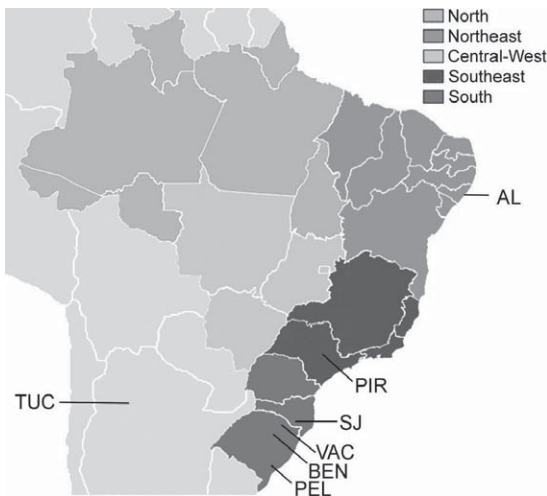 North
Northeast
Central-West
Southeast
South
AL
PIR
TUC
SJ
VAC
BEN
PEL